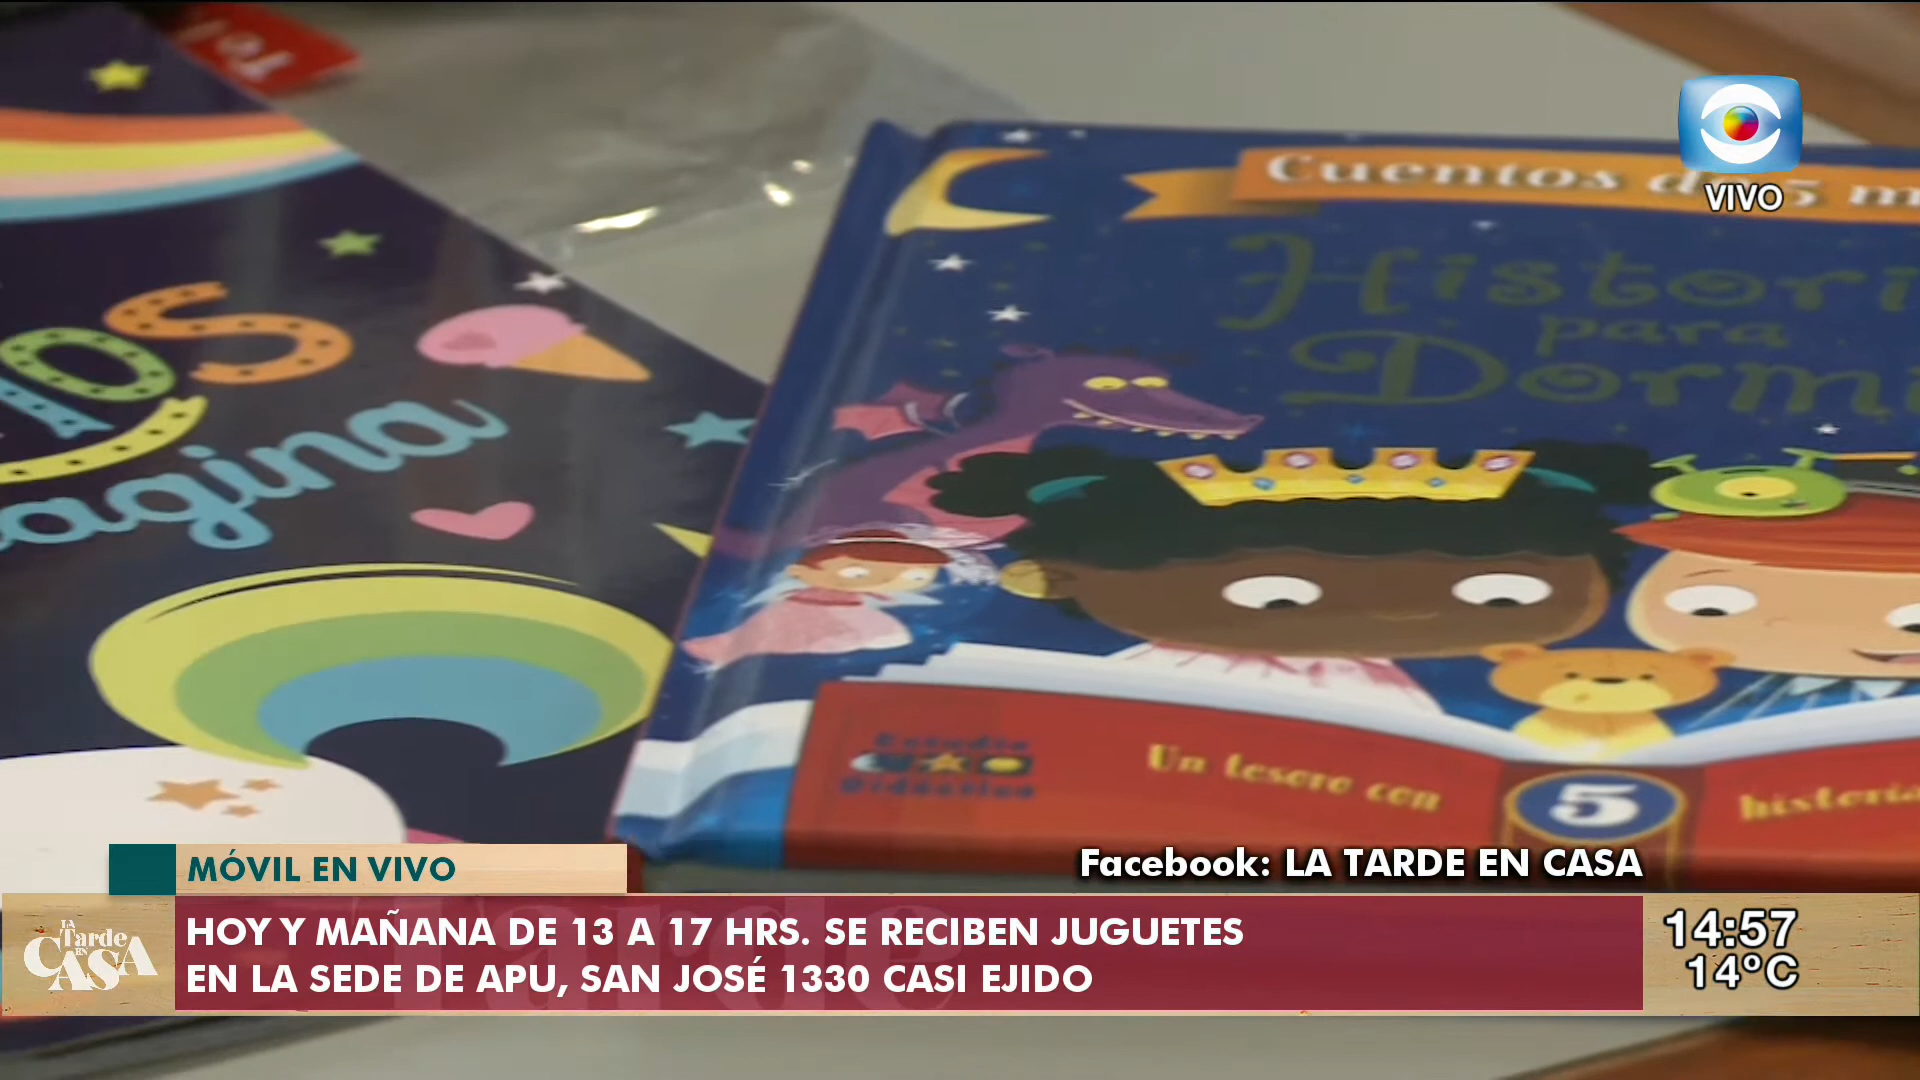 VIVO
Cuentos
Histori
para
Dormi
agina
Un tesoro con
5
historia
MÓVIL EN VIVO
Facebook: LA TARDE EN CASA
HOY Y MAÑANA DE 13 A 17 HRS. SE RECIBEN JUGUETES
EN LA SEDE DE APU, SAN JOSÉ 1330 CASI EJIDO
LA
Tarde
EN
CASA
14:57
14°C